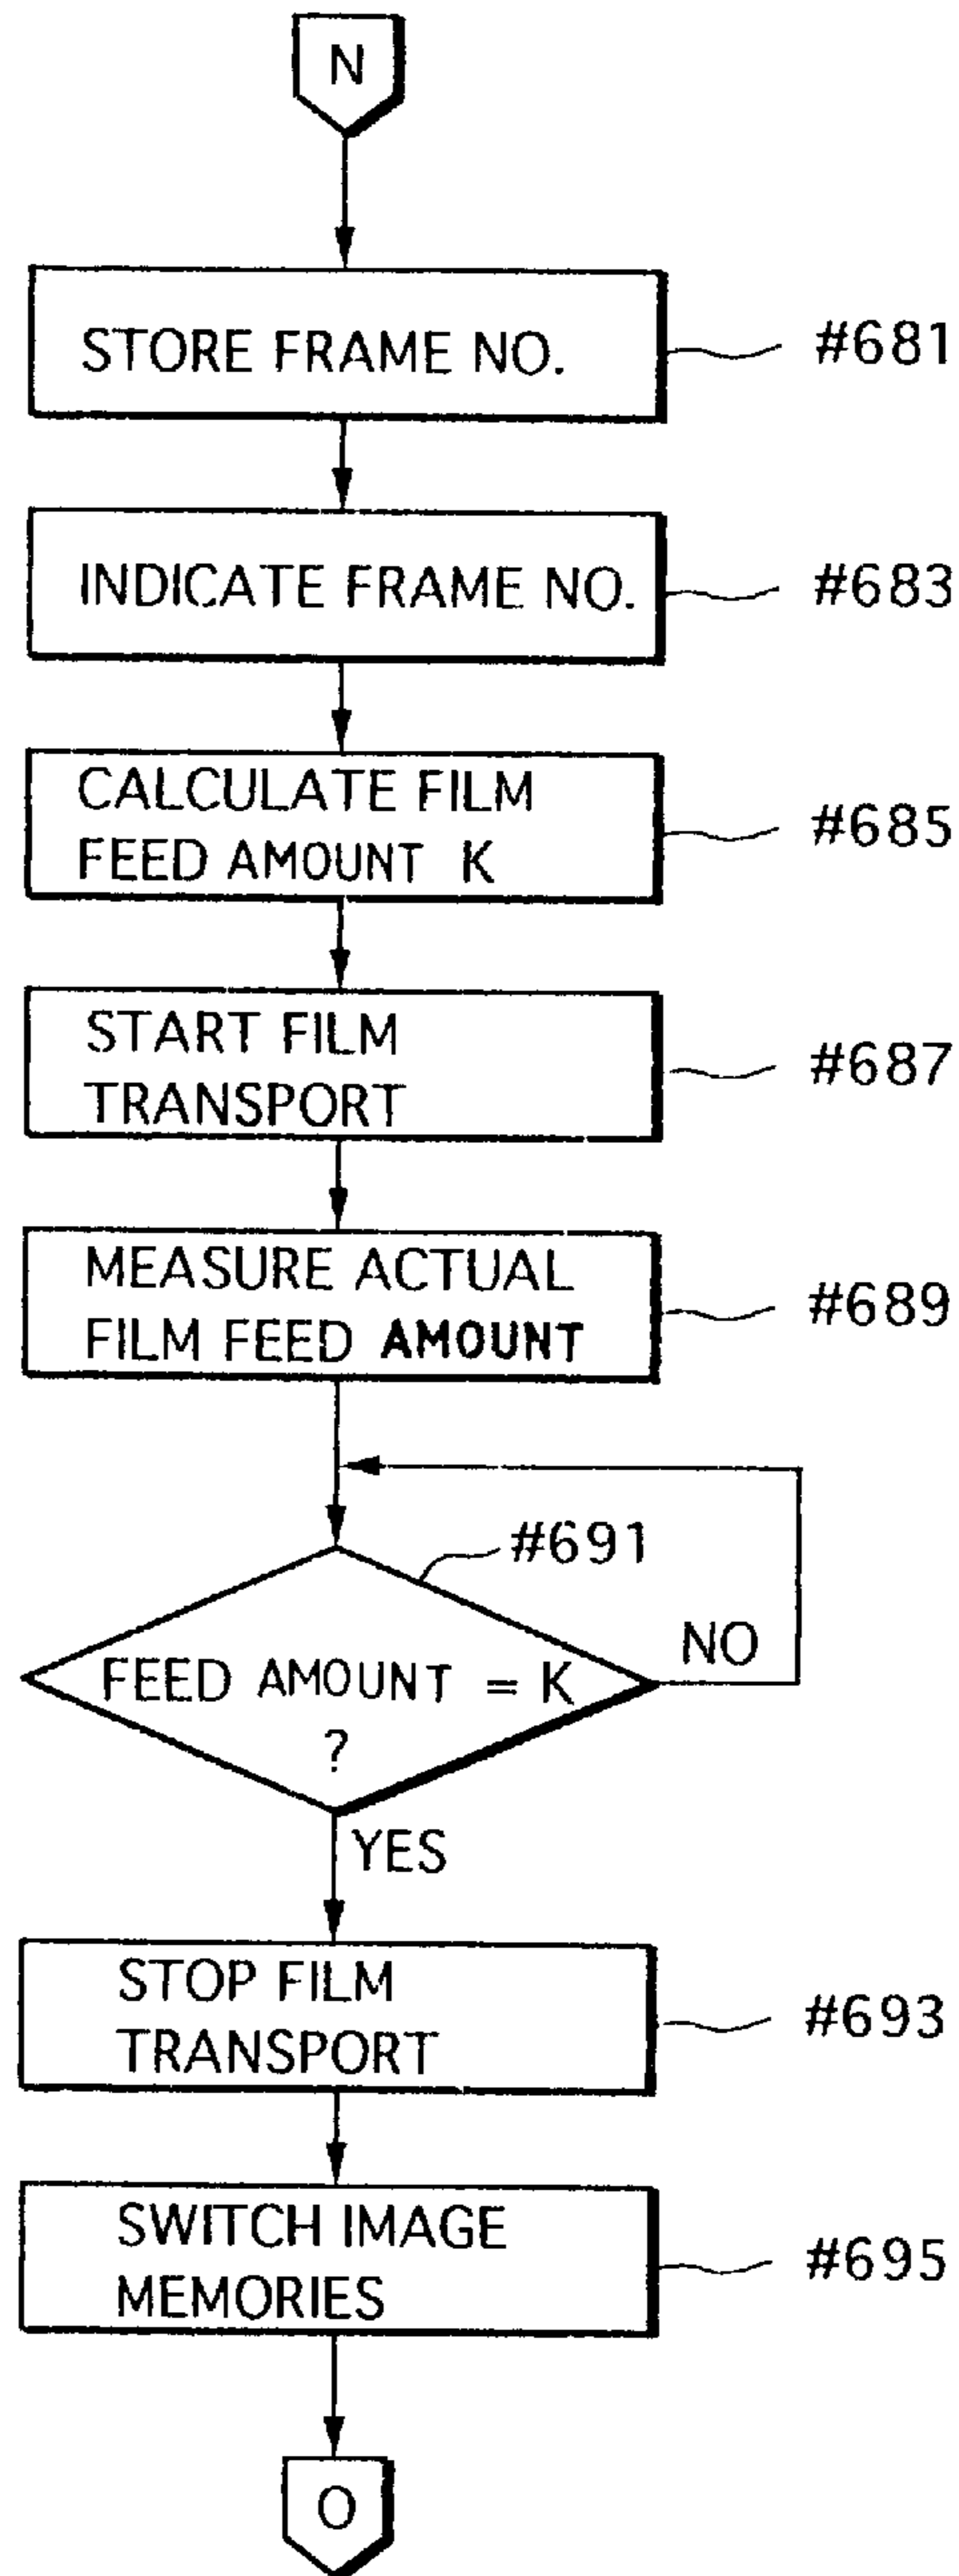 N
STORE FRAME NO.
#681
INDICATE FRAME NO.
#683
CALCULATE FILM
FEED AMOUNT K
#685
START FILM
TRANSPORT
#687
MEASURE ACTUAL
FILM FEED AMOUNT
#689
#691
NO
FEED AMOUNT = K
?
YES
STOP FILM
TRANSPORT
#693
SWITCH IMAGE
MEMORIES
#695
O